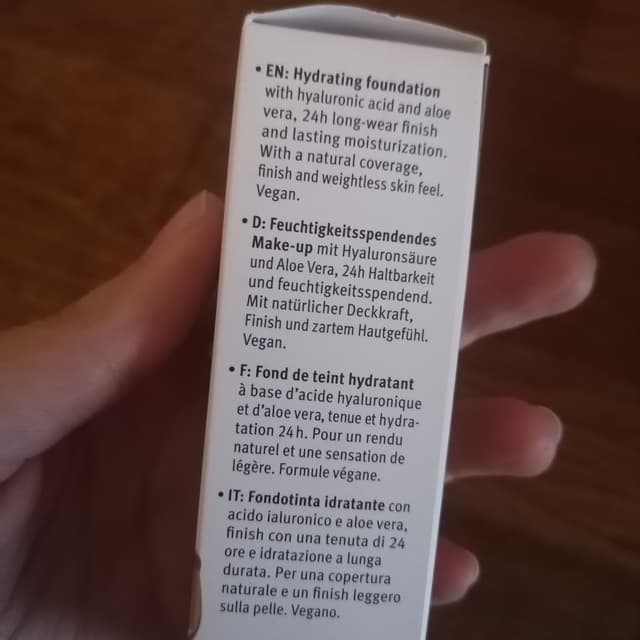 • EN: Hydrating foundation
with hyaluronic acid and aloe
vera, 24h long-wear finish
and lasting moisturization.
With a natural coverage,
finish and weightless skin feel.
Vegan.
• D: Feuchtigkeitsspendendes
Make-up mit Hyaluronsäure
und Aloe Vera, 24h Haltbarkeit
und feuchtigkeitsspendend.
Mit natürlicher Deckkraft,
Finish und zartem Hautgefühl.
Vegan.
• F: Fond de teint hydratant
à base d'acide hyaluronique
et d'aloe vera, tenue et hydra-
tation 24h. Pour un rendu
naturel et une sensation de
légère. Formule végane.
• IT: Fondotinta idratante con
acido ialuronico e aloe vera,
finish con una tenuta di 24
ore e idratazione a lunga
durata. Per una copertura
naturale e un finish leggero
sulla pelle. Vegano.